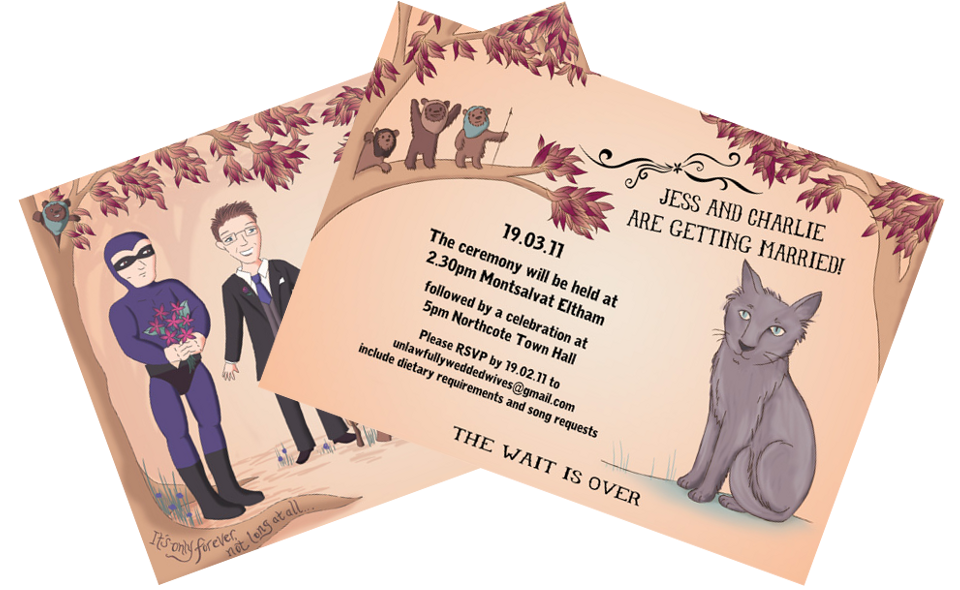 JESS AND CHARLIE
ARE GETTING MARRIED!
19.03.11
The ceremony will be held at
2.30pm Montsalvat Eltham
followed by a celebration at
5pm Northcote Town Hall
Please RSVP by 19.02.11 to
unlawfullyweddedwives@gmail.com
include dietary requirements and song requests
THE WAIT IS OVER
It's only forever,
not long at all...